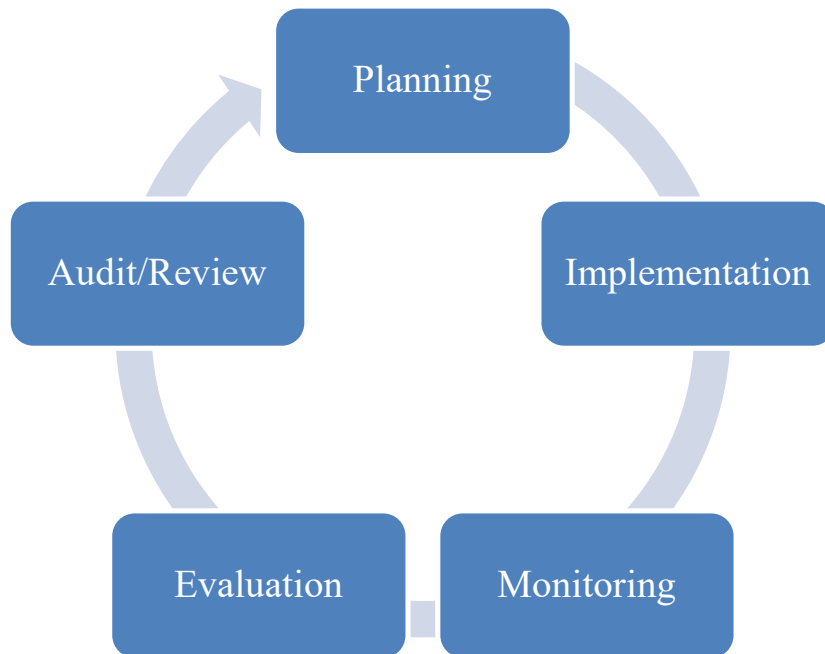 Planning
Implementation
Monitoring
Evaluation
Audit/Review